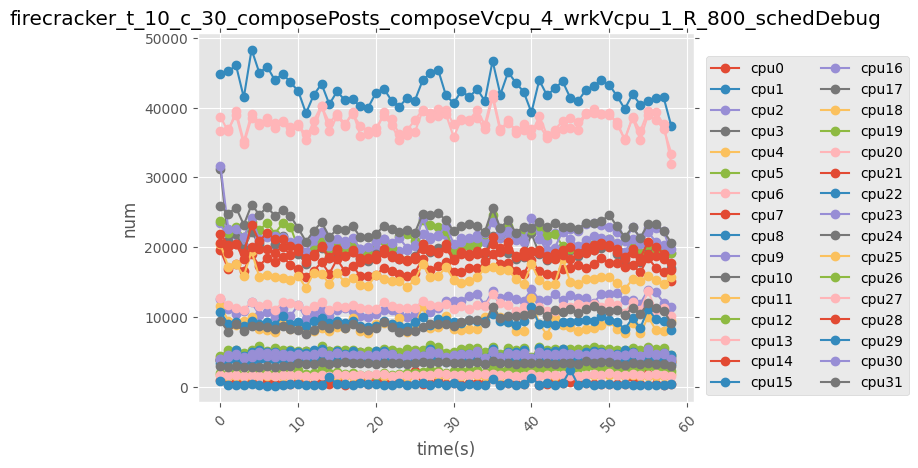 firecracker_t_10_c_30_composePosts_composeVcpu_4_wrkVcpu_1_R_800_schedDebug
50000
40000
30000
20000
10000
0
num
0
10
20
30
40
50
60
time(s)
cpu0
cpu1
cpu2
cpu3
cpu4
cpu5
cpu6
cpu7
cpu8
cpu9
cpu10
cpu11
cpu12
cpu13
cpu14
cpu15
cpu16
cpu17
cpu18
cpu19
cpu20
cpu21
cpu22
cpu23
cpu24
cpu25
cpu26
cpu27
cpu28
cpu29
cpu30
cpu31